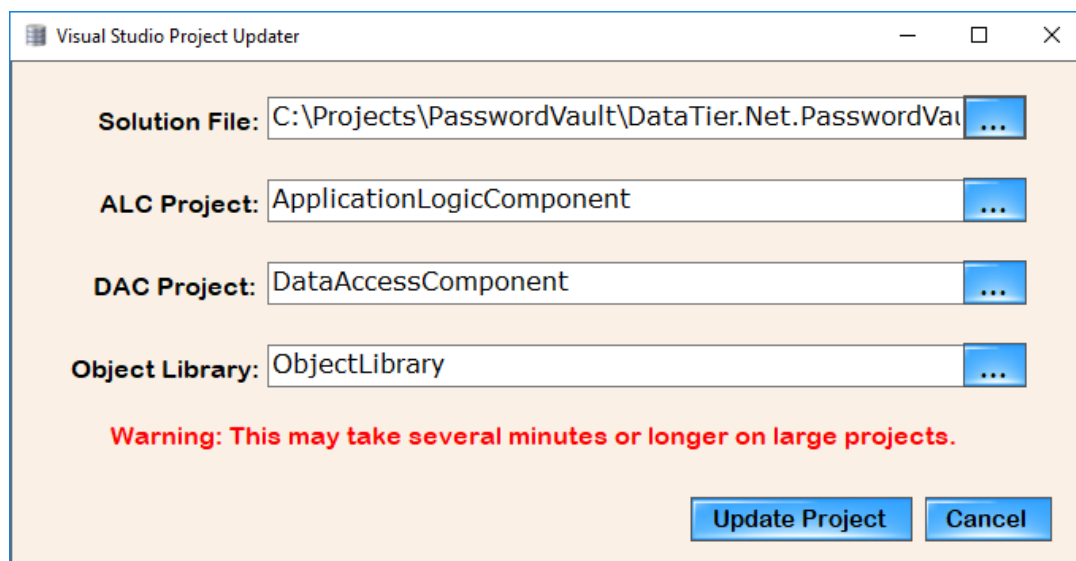 Visual Studio Project Updater
Solution File: C:\Projects\PasswordVault\DataTier.Net.PasswordVau ...
ALC Project: ApplicationLogicComponent ...
DAC Project: DataAccessComponent ...
Object Library: ObjectLibrary ...
Warning: This may take several minutes or longer on large projects.
Update Project Cancel